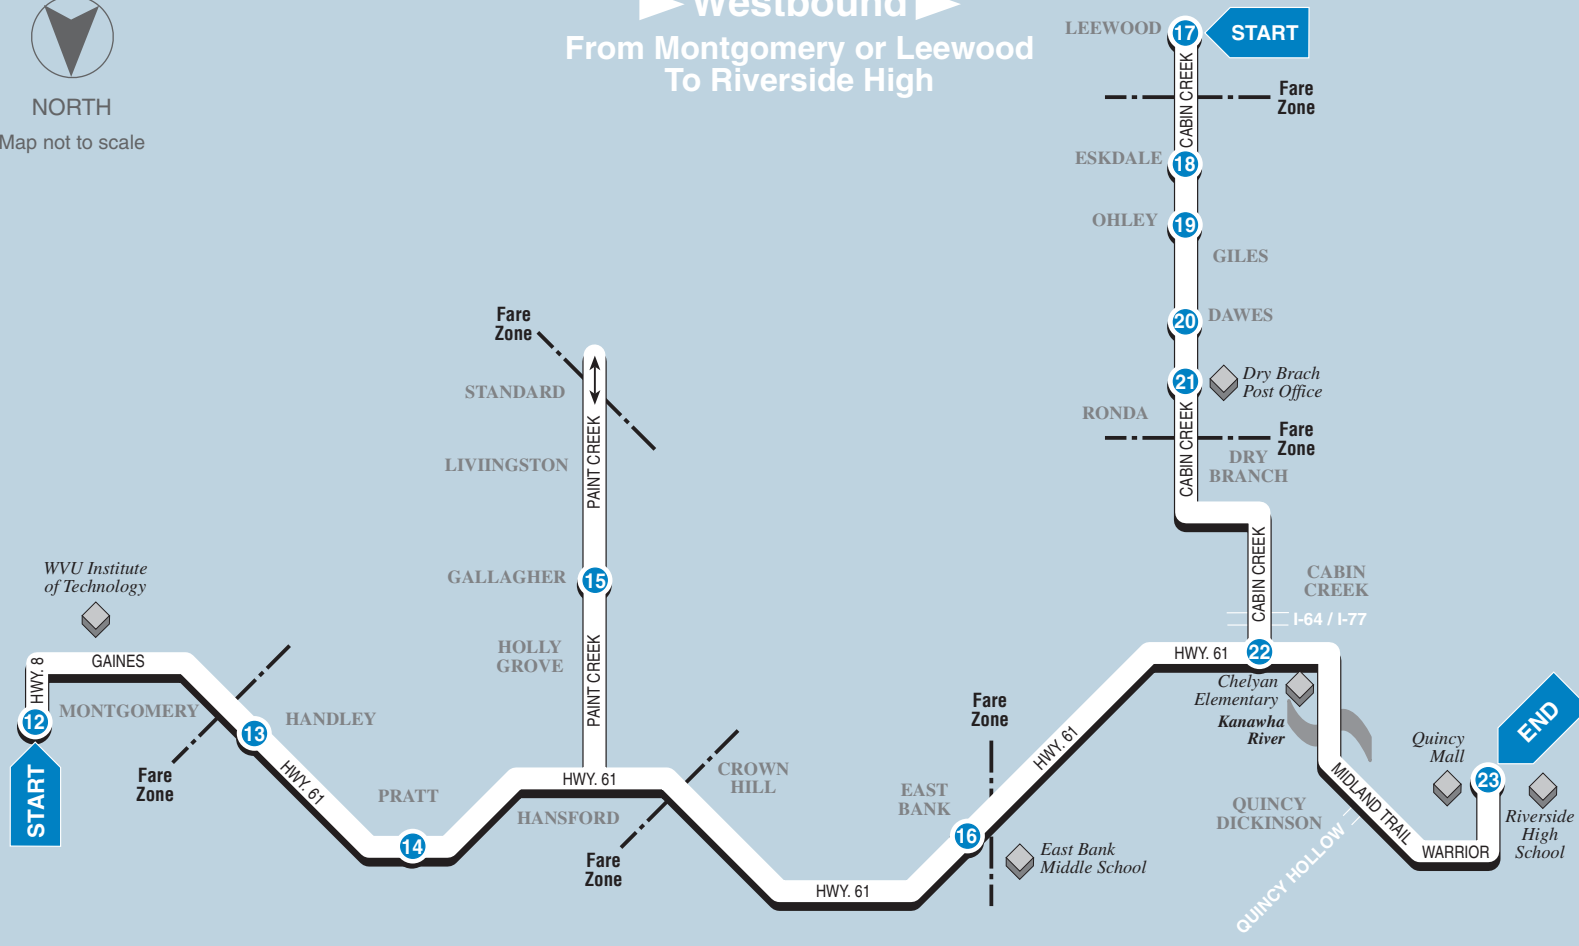 Westbound
From Montgomery or Leewood
To Riverside High
NORTH
Map not to scale
LEEWOOD
17
START
CABIN CREEK
Fare
Zone
ESKDALE
18
OHLEY
19
GILES
20
DAWES
21
Dry Brach
Post Office
RONDA
CABIN CREEK
Fare
Zone
DRY
BRANCH
CABIN CREEK
CABIN
CREEK
I-64 / I-77
Fare
Zone
STANDARD
PAINT CREEK
LIVIINGSTON
GALLAGHER
15
HOLLY
GROVE
PAINT CREEK
WVU Institute
of Technology
HWY. 8
GAINES
12
MONTGOMERY
START
Fare
Zone
13
HANDLEY
HWY. 61
PRATT
14
HWY. 61
HANSFORD
Fare
Zone
CROWN
HILL
HWY. 61
EAST
BANK
16
Fare
Zone
East Bank
Middle School
HWY. 61
HWY. 61
22
Chelyan
Elementary
Kanawha
River
QUINCY
DICKINSON
QUINCY HOLLOW
MIDLAND TRAIL
WARRIOR
Quincy
Mall
23
END
Riverside
High
School